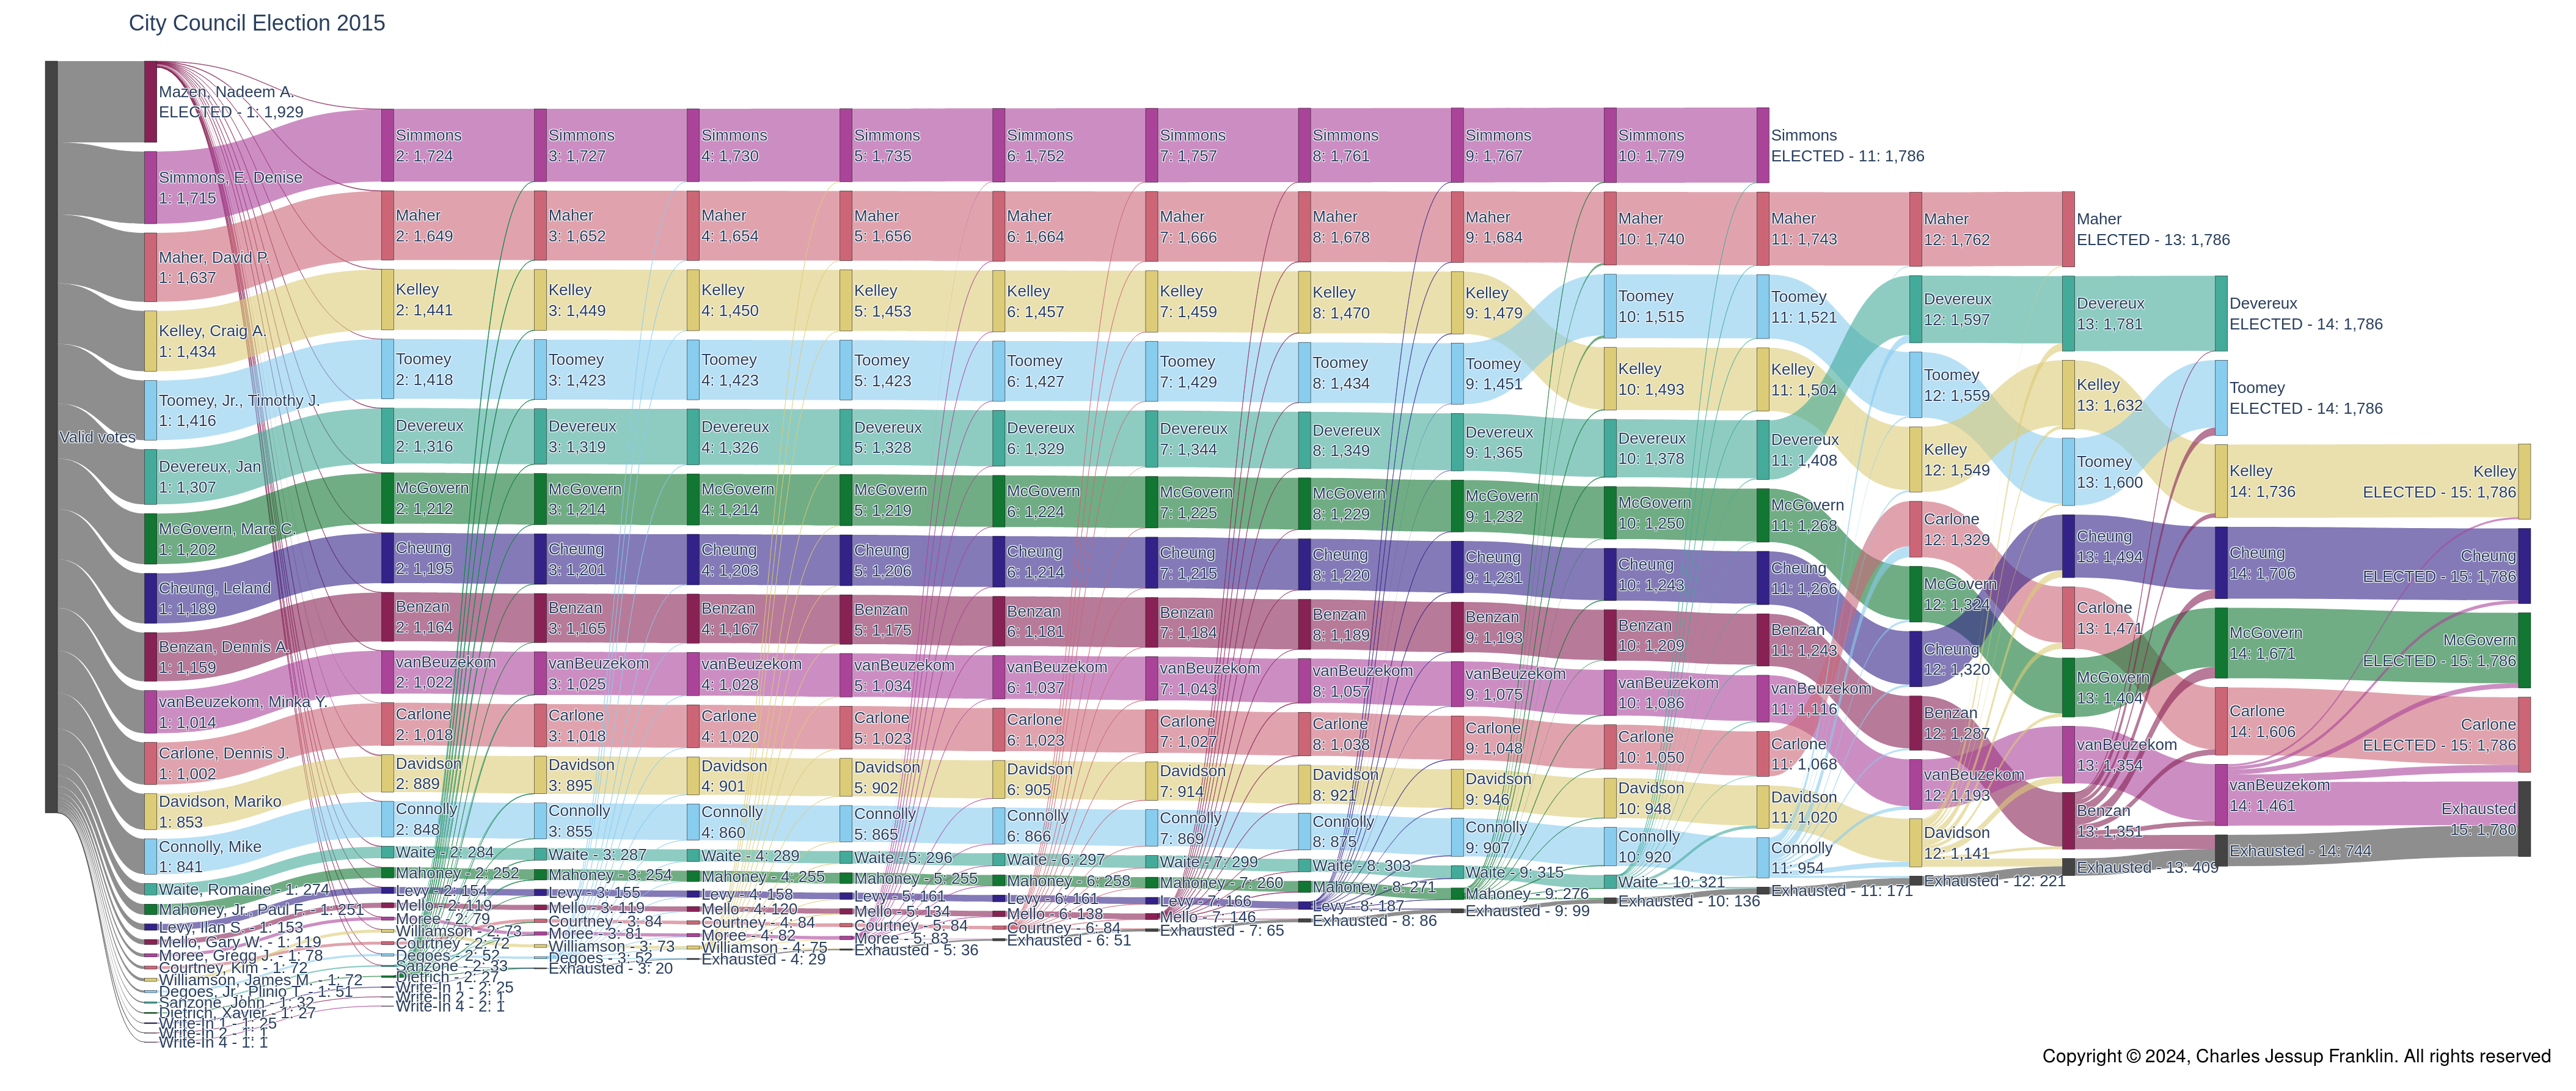 City Council Election 2015
Valid votes
Mazen, Nadeem A.
ELECTED - 1: 1,929
Simmons, E. Denise
1: 1,715
Maher, David P.
1: 1,637
Kelley, Craig A.
1: 1,434
Toomey, Jr., Timothy J.
1: 1,416
Devereux, Jan
1: 1,307
McGovern, Marc C.
1: 1,202
Cheung, Leland
1: 1,189
Benzan, Dennis A.
1: 1,159
vanBeuzekom, Minka Y.
1: 1,014
Carlone, Dennis J.
1: 1,002
Davidson, Mariko
1: 853
Connolly, Mike
1: 841
Waite, Romaine - 1: 274
Mahoney, Jr., Paul F. - 1: 251
Levy, Ilan S. - 1: 153
Mello, Gary W. - 1: 119
Moree, Gregg J. - 1: 78
Courtney, Kim - 1: 72
Williamson, James M. - 1: 72
Degoes, Jr., Plinio T. - 1: 51
Sanzone, John - 1: 32
Dietrich, Xavier - 1: 27
Write-In 1 - 1: 25
Write-In 2 - 1: 1
Write-In 4 - 1: 1
Simmons
2: 1,724
Maher
2: 1,649
Kelley
2: 1,441
Toomey
2: 1,418
Devereux
2: 1,316
McGovern
2: 1,212
Cheung
2: 1,195
Benzan
2: 1,164
vanBeuzekom
2: 1,022
Carlone
2: 1,018
Davidson
2: 889
Connolly
2: 848
Waite - 2: 284
Mahoney - 2: 252
Levy - 2: 154
Mello - 2: 119
Moree - 2: 79
Williamson - 2: 73
Courtney - 2: 72
Degoes - 2: 52
Sanzone - 2: 33
Dietrich - 2: 27
Write-In 1 - 2: 25
Write-In 2 - 2: 1
Write-In 4 - 2: 1
Simmons
3: 1,727
Maher
3: 1,652
Kelley
3: 1,449
Toomey
3: 1,423
Devereux
3: 1,319
McGovern
3: 1,214
Cheung
3: 1,201
Benzan
3: 1,165
vanBeuzekom
3: 1,025
Carlone
3: 1,018
Davidson
3: 895
Connolly
3: 855
Waite - 3: 287
Mahoney - 3: 254
Levy - 3: 155
Mello - 3: 119
Courtney - 3: 84
Moree - 3: 81
Williamson - 3: 73
Degoes - 3: 52
Exhausted - 3: 20
Simmons
4: 1,730
Maher
4: 1,654
Kelley
4: 1,450
Toomey
4: 1,423
Devereux
4: 1,326
McGovern
4: 1,214
Cheung
4: 1,203
Benzan
4: 1,167
vanBeuzekom
4: 1,028
Carlone
4: 1,020
Davidson
4: 901
Connolly
4: 860
Waite - 4: 289
Mahoney - 4: 255
Levy - 4: 158
Mello - 4: 120
Courtney - 4: 84
Moree - 4: 82
Williamson - 4: 75
Exhausted - 4: 29
Simmons
5: 1,735
Maher
5: 1,656
Kelley
5: 1,453
Toomey
5: 1,423
Devereux
5: 1,328
McGovern
5: 1,219
Cheung
5: 1,206
Benzan
5: 1,175
vanBeuzekom
5: 1,034
Carlone
5: 1,023
Davidson
5: 902
Connolly
5: 865
Waite - 5: 296
Mahoney - 5: 255
Levy - 5: 161
Mello - 5: 134
Courtney - 5: 84
Moree - 5: 83
Exhausted - 5: 36
Simmons
6: 1,752
Maher
6: 1,664
Kelley
6: 1,457
Toomey
6: 1,427
Devereux
6: 1,329
McGovern
6: 1,224
Cheung
6: 1,214
Benzan
6: 1,181
vanBeuzekom
6: 1,037
Carlone
6: 1,023
Davidson
6: 905
Connolly
6: 866
Waite - 6: 297
Mahoney - 6: 258
Levy - 6: 161
Mello - 6: 138
Courtney - 6: 84
Exhausted - 6: 51
Simmons
7: 1,757
Maher
7: 1,666
Kelley
7: 1,459
Toomey
7: 1,429
Devereux
7: 1,344
McGovern
7: 1,225
Cheung
7: 1,215
Benzan
7: 1,184
vanBeuzekom
7: 1,043
Carlone
7: 1,027
Davidson
7: 914
Connolly
7: 869
Waite - 7: 299
Mahoney - 7: 260
Levy - 7: 166
Mello - 7: 146
Exhausted - 7: 65
Simmons
8: 1,761
Maher
8: 1,678
Kelley
8: 1,470
Toomey
8: 1,434
Devereux
8: 1,349
McGovern
8: 1,229
Cheung
8: 1,220
Benzan
8: 1,189
vanBeuzekom
8: 1,057
Carlone
8: 1,038
Davidson
8: 921
Connolly
8: 875
Waite - 8: 303
Mahoney - 8: 271
Levy - 8: 187
Exhausted - 8: 86
Simmons
9: 1,767
Maher
9: 1,684
Kelley
9: 1,479
Toomey
9: 1,451
Devereux
9: 1,365
McGovern
9: 1,232
Cheung
9: 1,231
Benzan
9: 1,193
vanBeuzekom
9: 1,075
Carlone
9: 1,048
Davidson
9: 946
Connolly
9: 907
Waite - 9: 315
Mahoney - 9: 276
Exhausted - 9: 99
Simmons
10: 1,779
Maher
10: 1,740
Toomey
10: 1,515
Kelley
10: 1,493
Devereux
10: 1,378
McGovern
10: 1,250
Cheung
10: 1,243
Benzan
10: 1,209
vanBeuzekom
10: 1,086
Carlone
10: 1,050
Davidson
10: 948
Connolly
10: 920
Waite - 10: 321
Exhausted - 10: 136
Simmons
ELECTED - 11: 1,786
Maher
11: 1,743
Toomey
11: 1,521
Kelley
11: 1,504
Devereux
11: 1,408
McGovern
11: 1,268
Cheung
11: 1,266
Benzan
11: 1,243
vanBeuzekom
11: 1,116
Carlone
11: 1,068
Davidson
11: 1,020
Connolly
11: 954
Exhausted - 11: 171
Maher
12: 1,762
Devereux
12: 1,597
Toomey
12: 1,559
Kelley
12: 1,549
Carlone
12: 1,329
McGovern
12: 1,324
Cheung
12: 1,320
Benzan
12: 1,287
vanBeuzekom
12: 1,193
Davidson
12: 1,141
Exhausted - 12: 221
Maher
ELECTED - 13: 1,786
Devereux
13: 1,781
Kelley
13: 1,632
Toomey
13: 1,600
Cheung
13: 1,494
Carlone
13: 1,471
McGovern
13: 1,404
vanBeuzekom
13: 1,354
Benzan
13: 1,351
Exhausted - 13: 409
Devereux
ELECTED - 14: 1,786
Toomey
ELECTED - 14: 1,786
Kelley
14: 1,736
Cheung
14: 1,706
McGovern
14: 1,671
Carlone
14: 1,606
vanBeuzekom
14: 1,461
Exhausted - 14: 744
Kelley
ELECTED - 15: 1,786
Cheung
ELECTED - 15: 1,786
McGovern
ELECTED - 15: 1,786
Carlone
ELECTED - 15: 1,786
Exhausted
15: 1,780
Copyright © 2024, Charles Jessup Franklin. All rights reserved